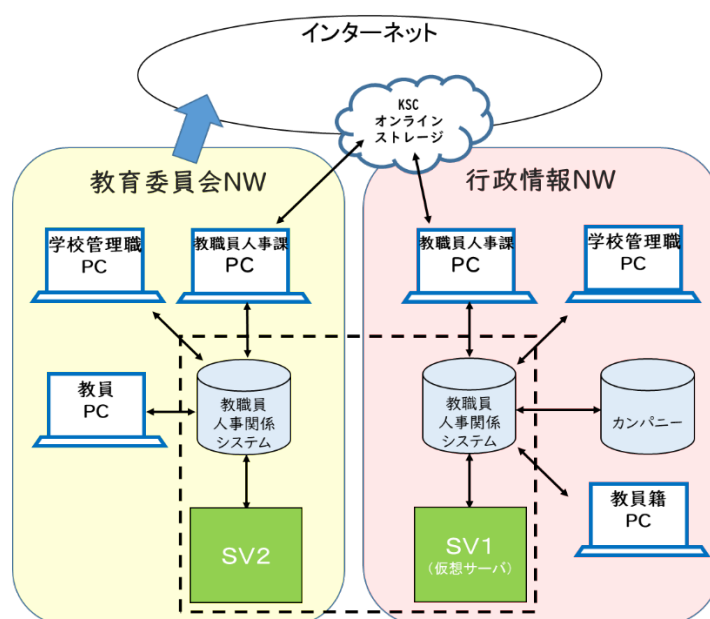 インターネット
KSC
オンライン
ストレージ
教育委員会NW
行政情報NW
学校管理職
PC
教職員人事課
PC
教職員人事課
PC
学校管理職
PC
教員
PC
教職員
人事関係
システム
教職員
人事関係
システム
カンパニー
教員籍
PC
SV2
SV1
（仮想サーバ）